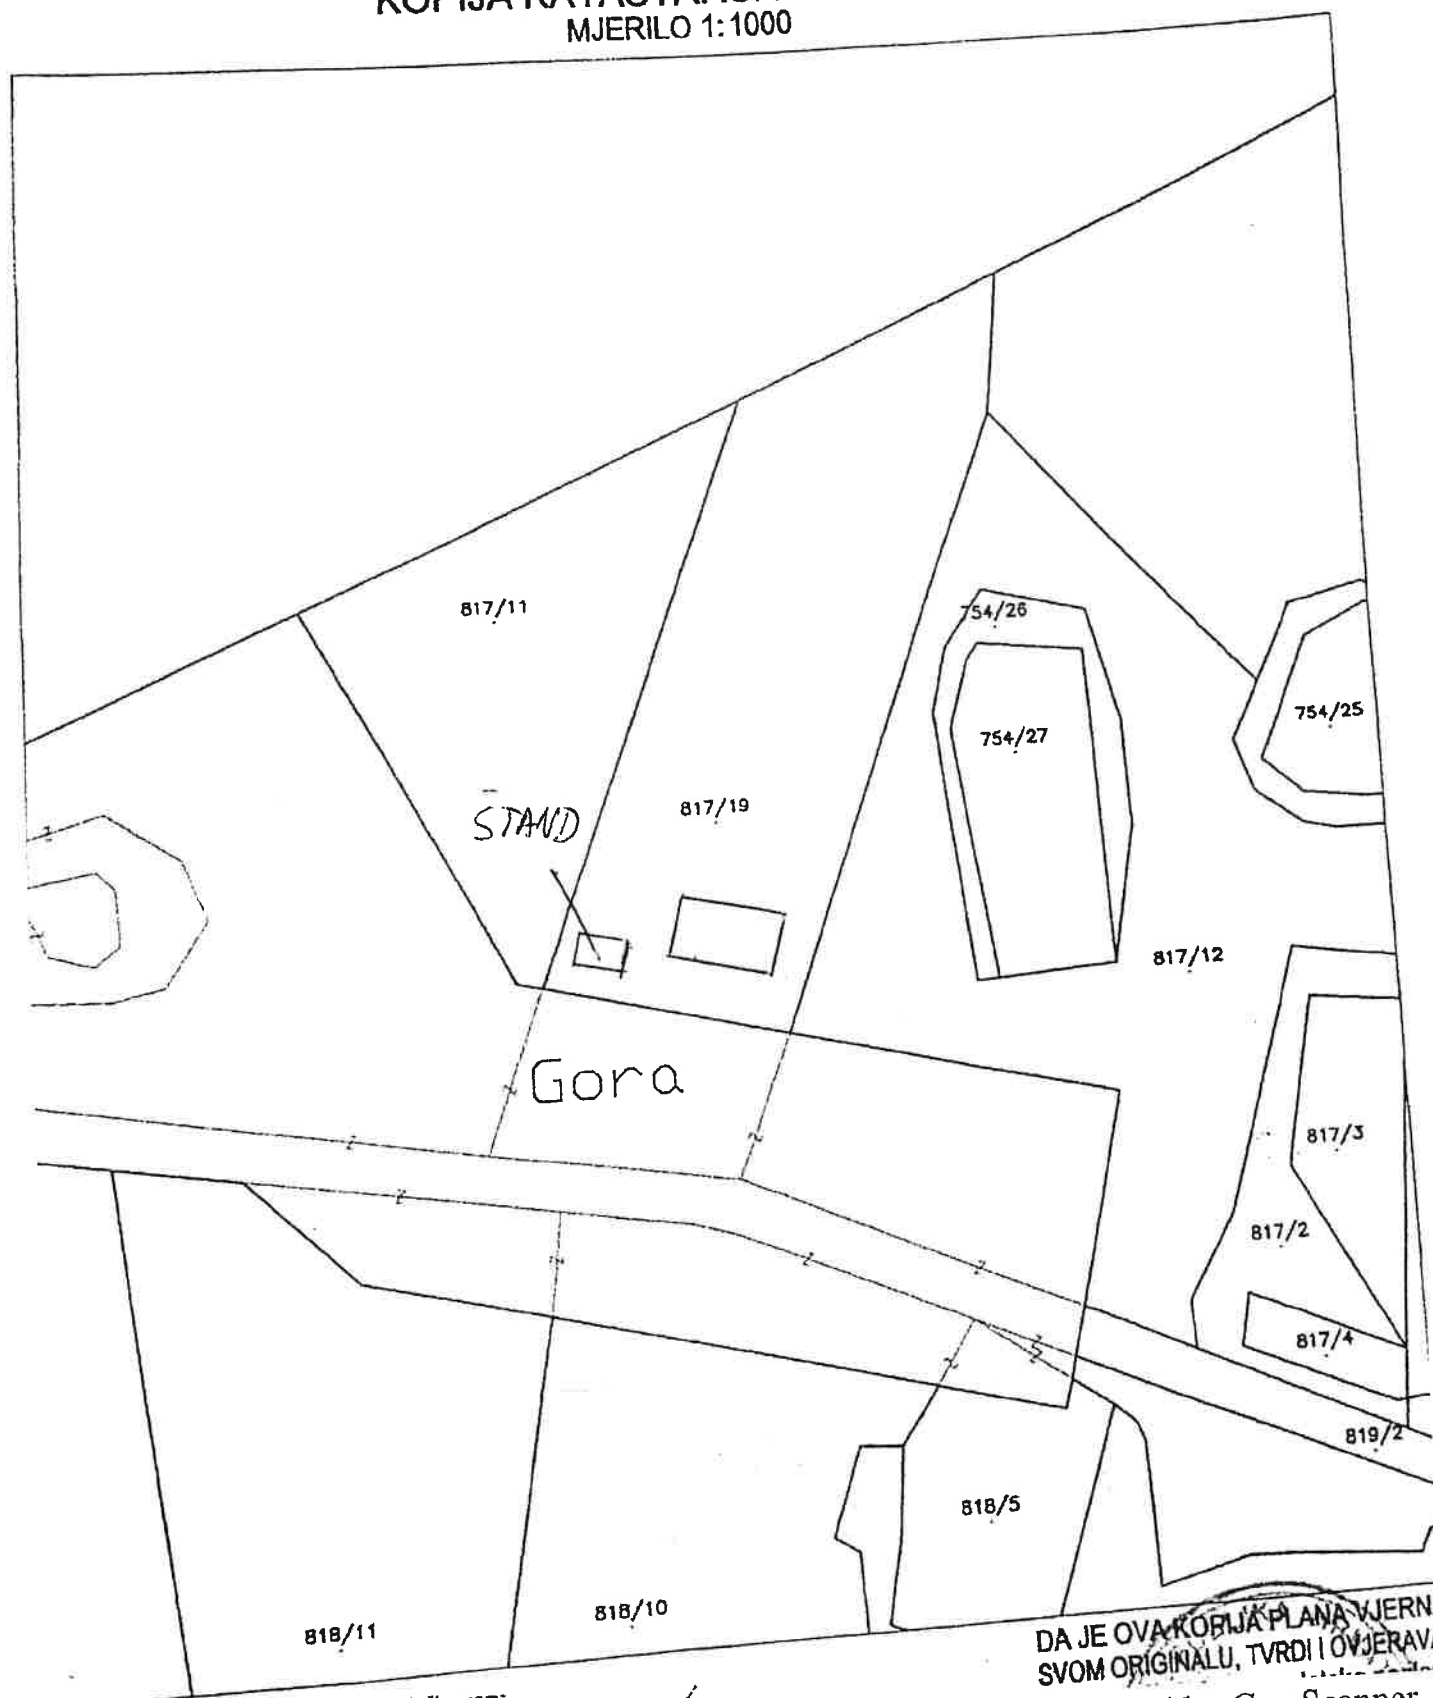 MJERILO 1:1000
817/11
754/26
754/25
754/27
STAND
817/19
817/12
Gora
817/3
817/2
817/4
819/2
818/5
818/10
818/11
DA JE OVA KOPIJA PLANA VJERN
SVOM ORIGINALU, TVRDI I OVJERAVA
Scanner